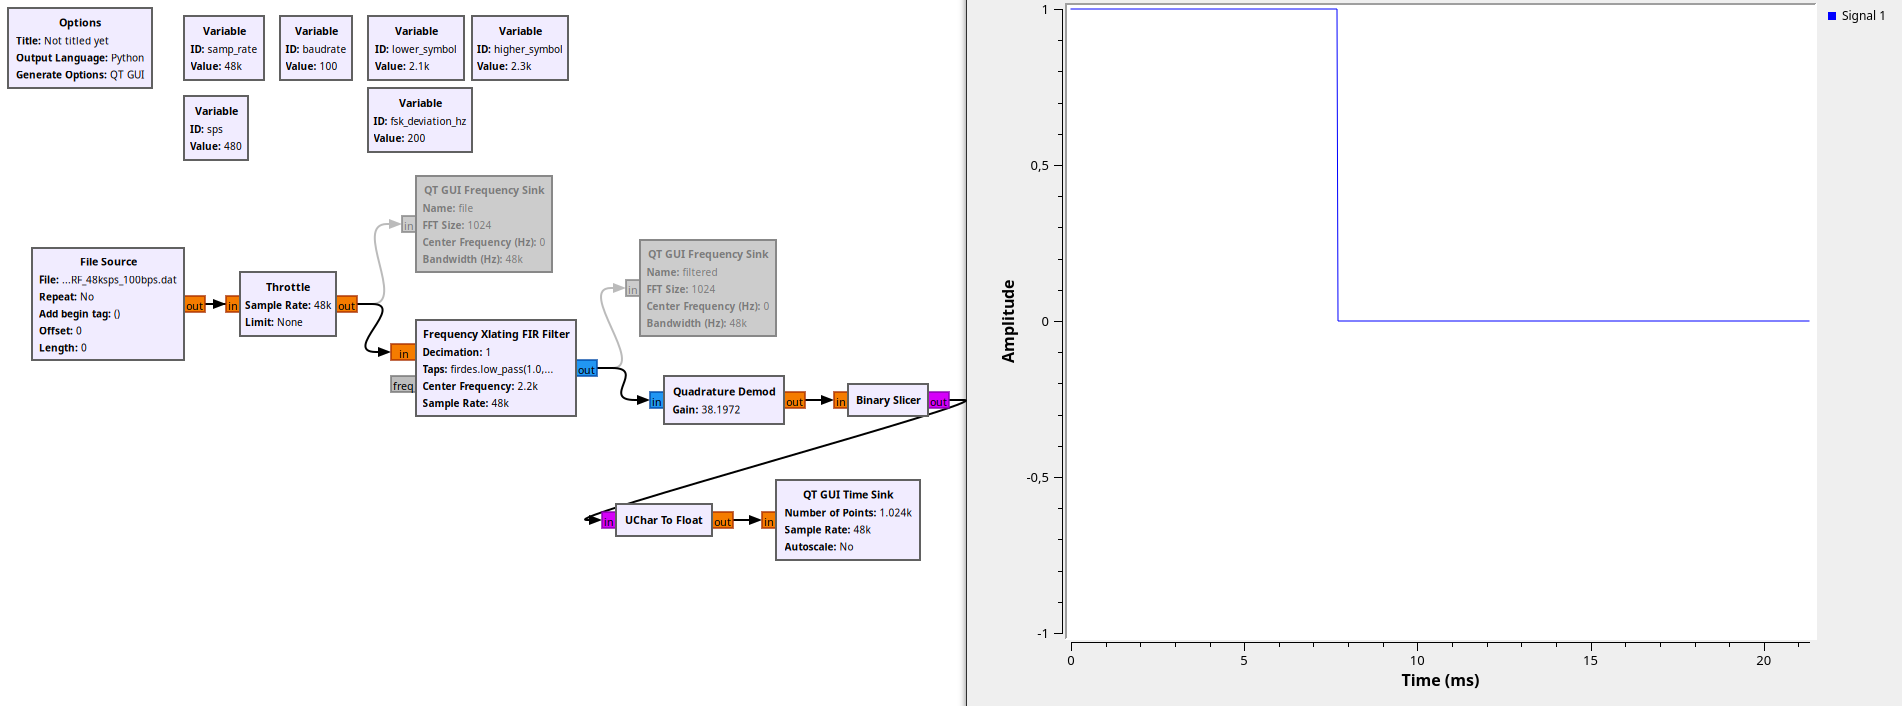 Options
Title: Not titled yet
Output Language: Python
Generate Options: QT GUI
Variable
ID: samp_rate
Value: 48k
Variable
ID: baudrate
Value: 100
Variable
ID: lower_symbol
Value: 2.1k
Variable
ID: higher_symbol
Value: 2.3k
Variable
ID: sps
Value: 480
Variable
ID: fsk_deviation_hz
Value: 200
QT GUI Frequency Sink
Name: file
FFT Size: 1024
Center Frequency (Hz): 0
Bandwidth (Hz): 48k
in
File Source
File: ...RF_48ksps_100bps.dat
Repeat: No
Add begin tag: ()
Offset: 0
Length: 0
out
in
Throttle
Sample Rate: 48k
Limit: None
out
QT GUI Frequency Sink
Name: filtered
FFT Size: 1024
Center Frequency (Hz): 0
Bandwidth (Hz): 48k
in
Frequency Xlating FIR Filter
Decimation: 1
Taps: firdes.low_pass(1.0,...
Center Frequency: 2.2k
Sample Rate: 48k
in
freq
out
in
Quadrature Demod
Gain: 38.1972
out
in
Binary Slicer
out
in
UChar To Float
out
in
QT GUI Time Sink
Number of Points: 1.024k
Sample Rate: 48k
Autoscale: No
Signal 1
Amplitude
1
0,5
0
-0,5
-1
0
5
10
15
20
Time (ms)